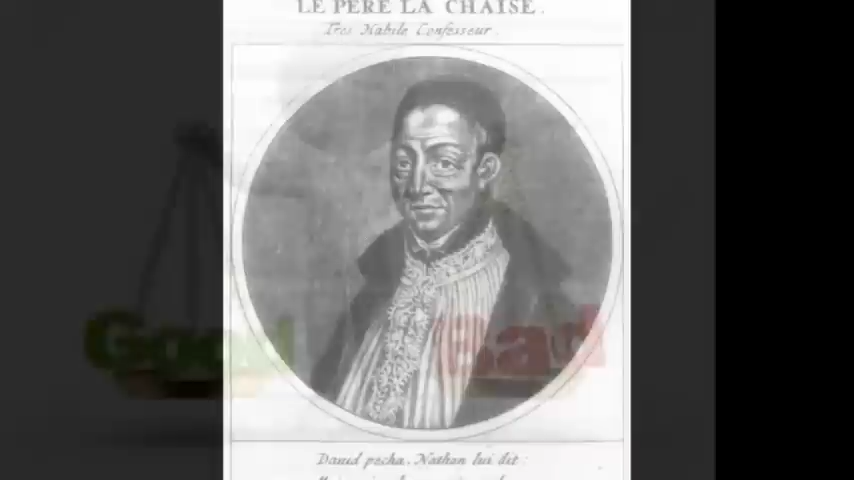 LE PERE LA CHAISE.
Tres Habile Confesseur.
Good
Bad
David pecha, Nathan lui dit: